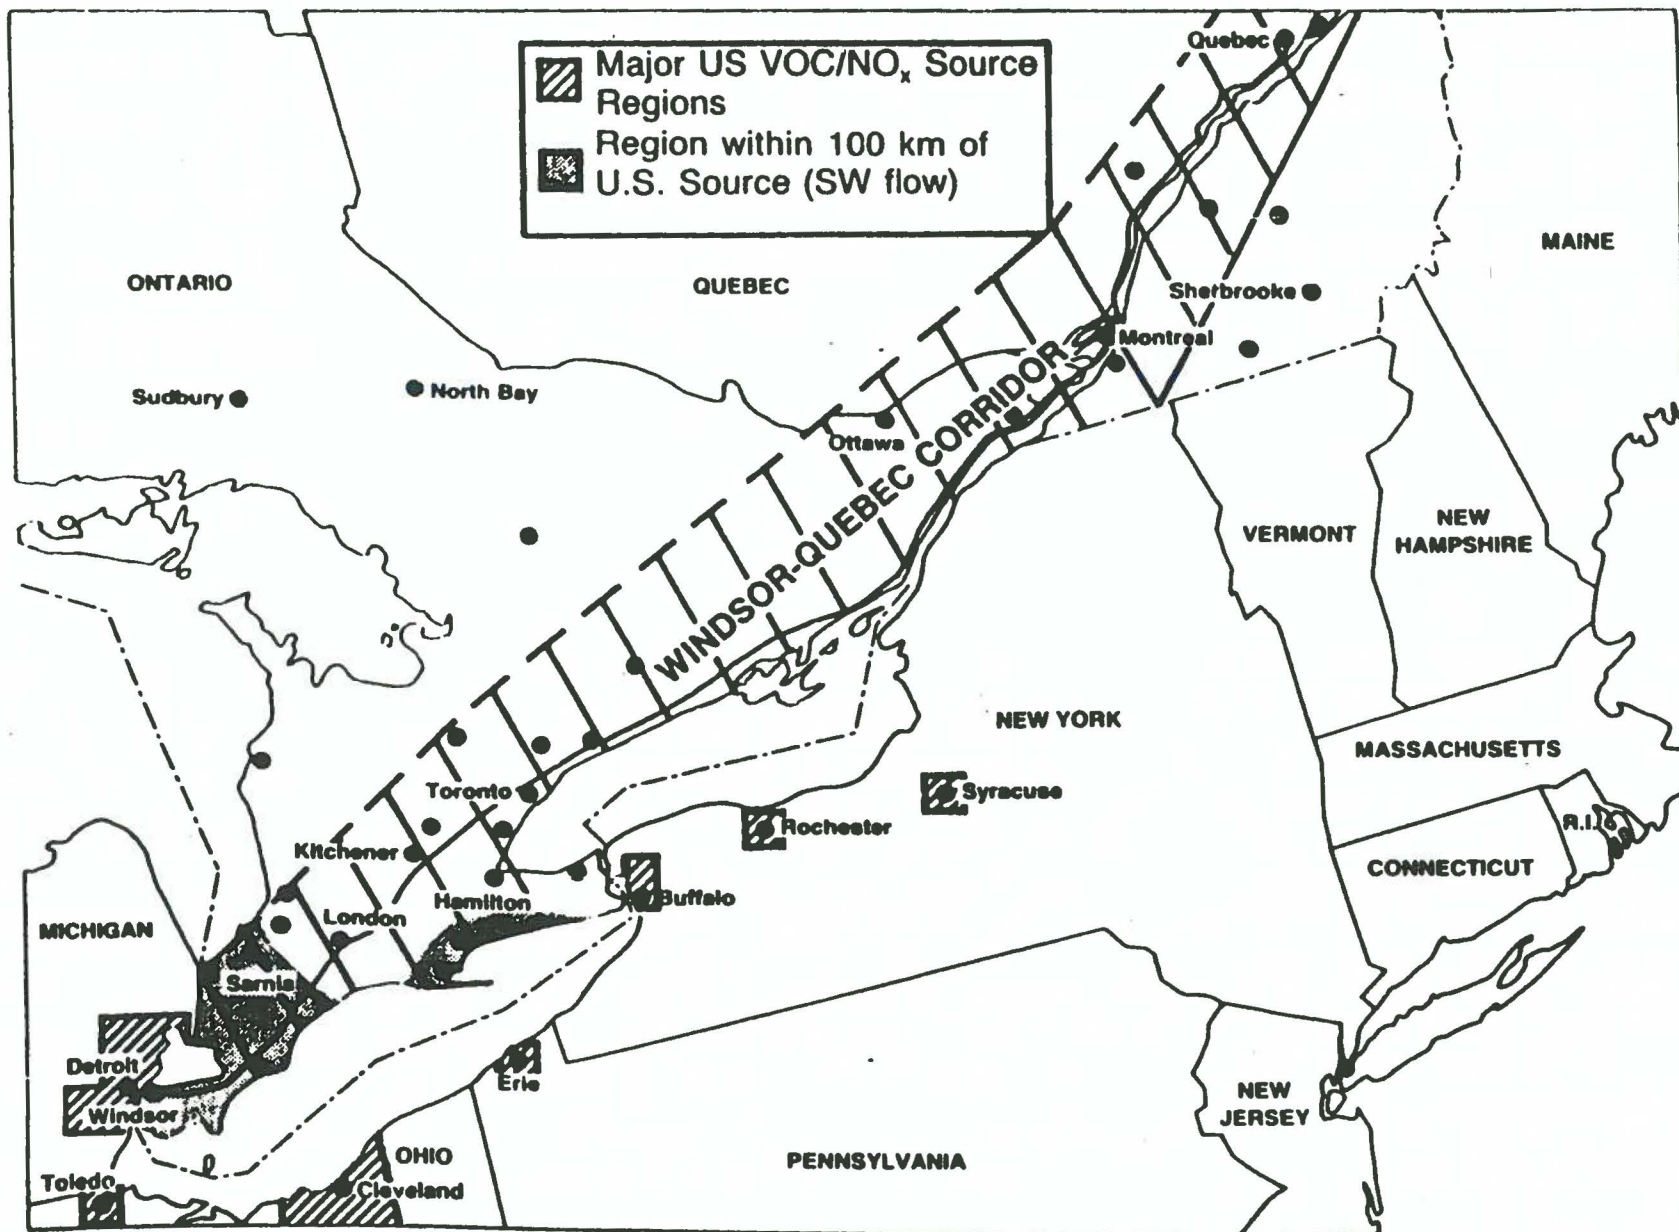 Major US VOC/NOx Source
Regions
Region within 100 km of
U.S. Source (SW flow)
Quebec
ONTARIO
QUEBEC
MAINE
Sherbrooke
Montreal
Sudbury
North Bay
Ottawa
WINDSOR-QUEBEC CORRIDOR
VERMONT
NEW
HAMPSHIRE
NEW YORK
MASSACHUSETTS
Toronto
Syracuse
Rochester
R.I.
Kitchener
CONNECTICUT
Hamilton
Buffalo
London
MICHIGAN
Sarnia
Detroit
Erie
Windsor
NEW
JERSEY
OHIO
PENNSYLVANIA
Toledo
Cleveland